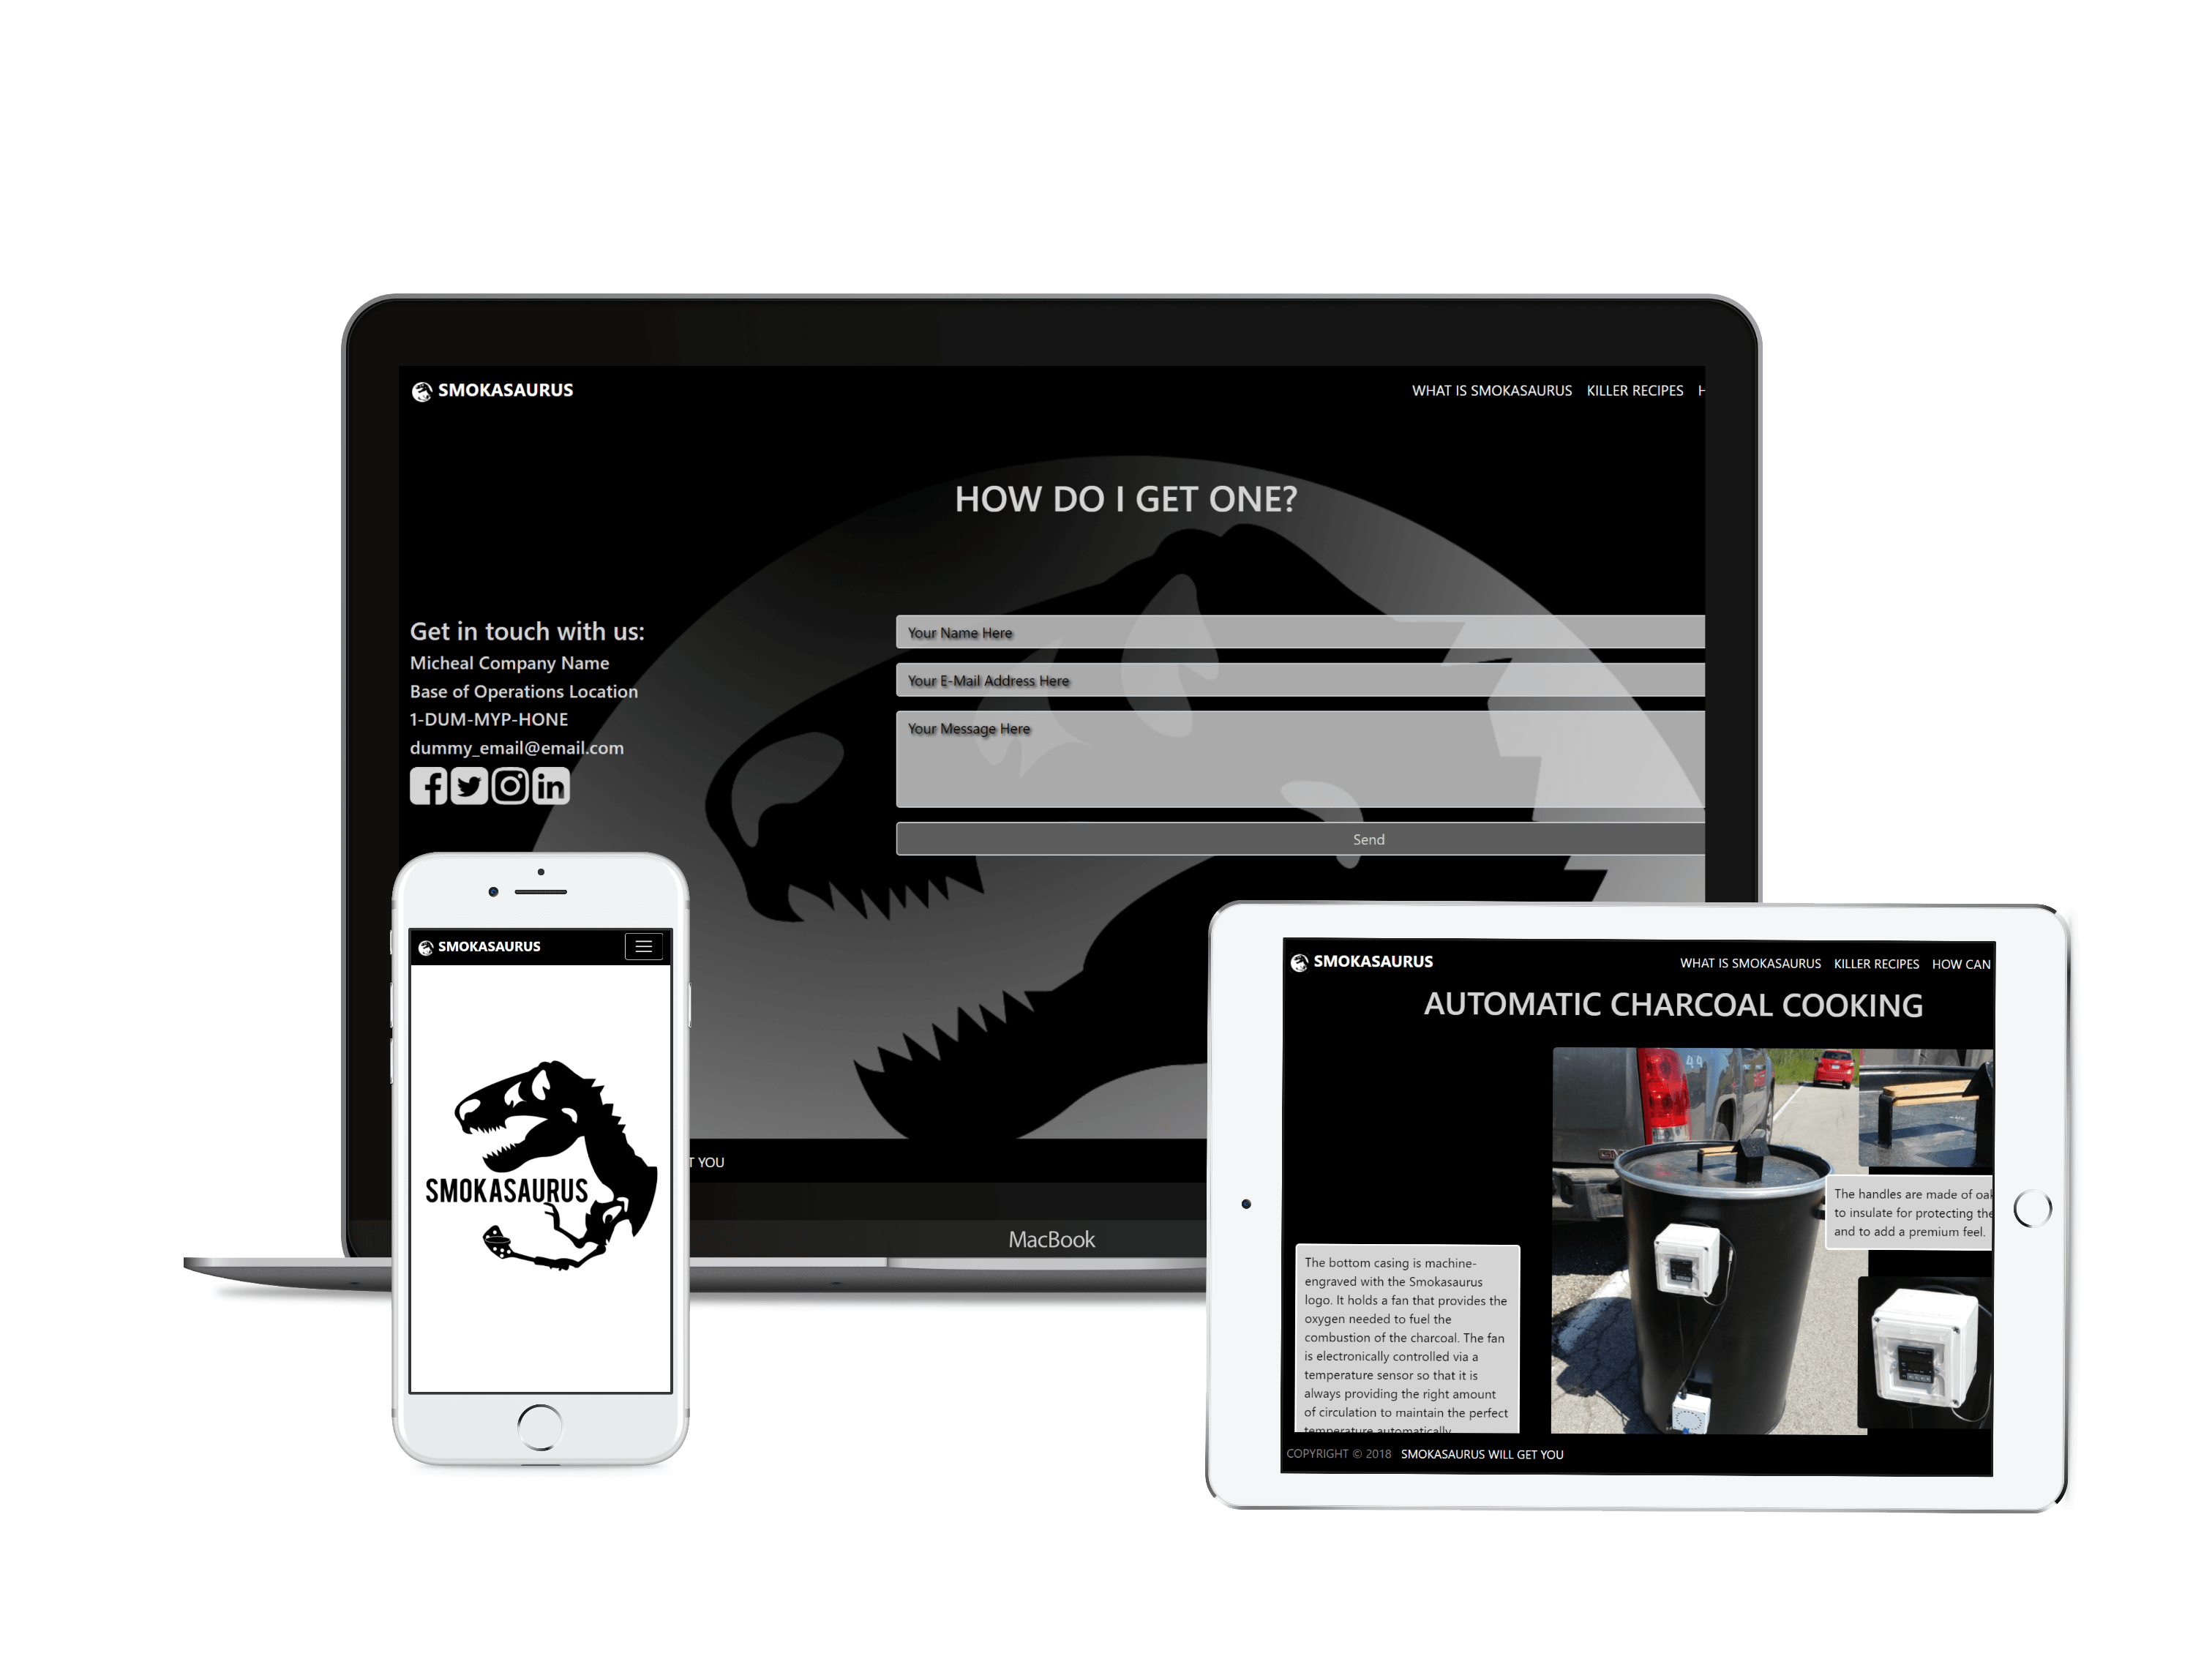 SMOKASAURUS
WHAT IS SMOKASAURUS KILLER RECIPES H
HOW DO I GET ONE?
Get in touch with us:
Micheal Company Name
Base of Operations Location
1-DUM-MYP-HONE
dummy_email@email.com
Your Name Here
Your E-Mail Address Here
Your Message Here
Send
T YOU
MacBook
SMOKASAURUS
SMOKASAURUS
SMOKASAURUS
WHAT IS SMOKASAURUS KILLER RECIPES HOW CAN
AUTOMATIC CHARCOAL COOKING
The handles are made of oak
to insulate for protecting the
and to add a premium feel.
The bottom casing is machine-
engraved with the Smokasaurus
logo. It holds a fan that provides the
oxygen needed to fuel the
combustion of the charcoal. The fan
is electronically controlled via a
temperature sensor so that it is
always providing the right amount
of circulation to maintain the perfect
temperature automatically
COPYRIGHT © 2018 SMOKASAURUS WILL GET YOU